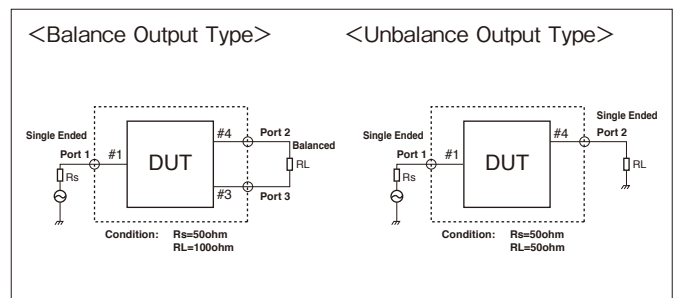 <Balance Output Type>
Single Ended
Port 1
#1
Rs
DUT
#4
Port 2
Balanced
RL
#3
Port 3
Condition: Rs=50ohm
RL=100ohm
<Unbalance Output Type>
Single Ended
Port 1
#1
Rs
DUT
#4
Single Ended
Port 2
RL
Condition: Rs=50ohm
RL=50ohm